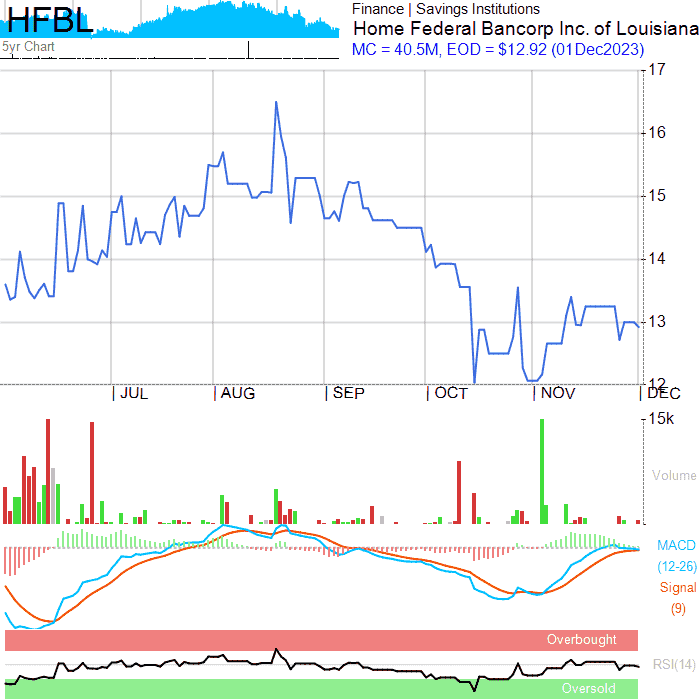 HFBL
5yr Chart
Finance | Savings Institutions
Home Federal Bancorp Inc. of Louisiana
MC = 40.5M, EOD = $12.92 (01Dec2023)
17
16
15
14
13
12
JUL AUG SEP OCT NOV DEC
15k
Volume
MACD
(12-26)
Signal
(9)
Overbought
RSI(14)
Oversold